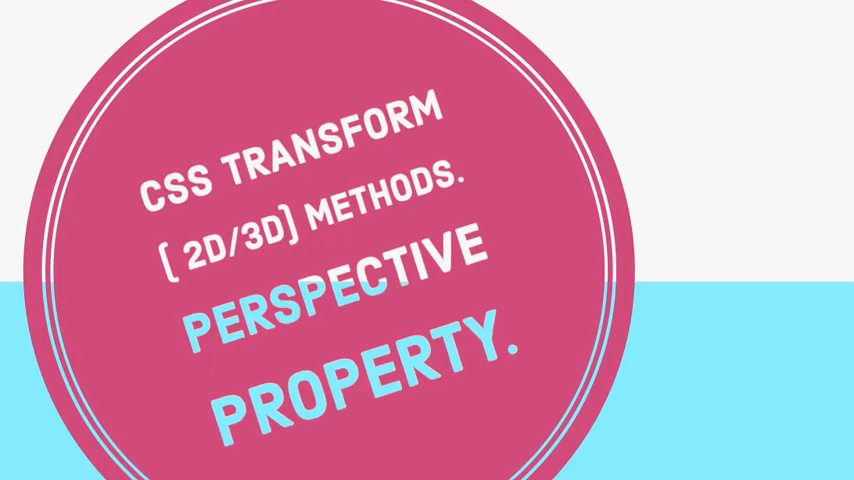 CSS TRANSFORM
( 2D/3D) METHODS.
PERSPECTIVE
PROPERTY.